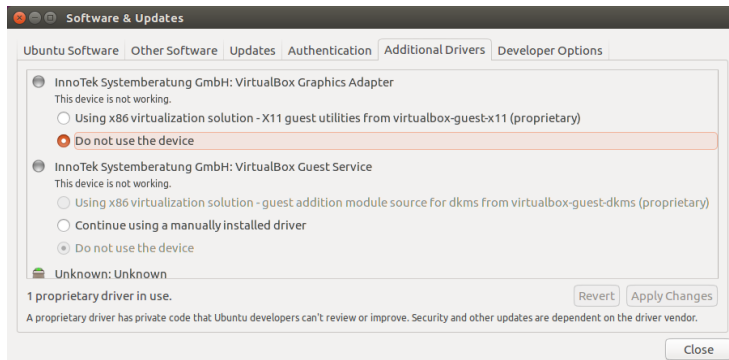 Software & Updates
Ubuntu Software Other Software Updates Authentication Additional Drivers Developer Options
InnoTek Systemberatung GmbH: VirtualBox Graphics Adapter
This device is not working.
Using x86 virtualization solution - X11 guest utilities from virtualbox-guest-x11 (proprietary)
Do not use the device
InnoTek Systemberatung GmbH: VirtualBox Guest Service
This device is not working.
Using x86 virtualization solution - guest addition module source for dkms from virtualbox-guest-dkms (proprietary)
Continue using a manually installed driver
Do not use the device
Unknown: Unknown
1 proprietary driver in use. Revert Apply Changes
A proprietary driver has private code that Ubuntu developers can't review or improve. Security and other updates are dependent on the driver vendor.
Close